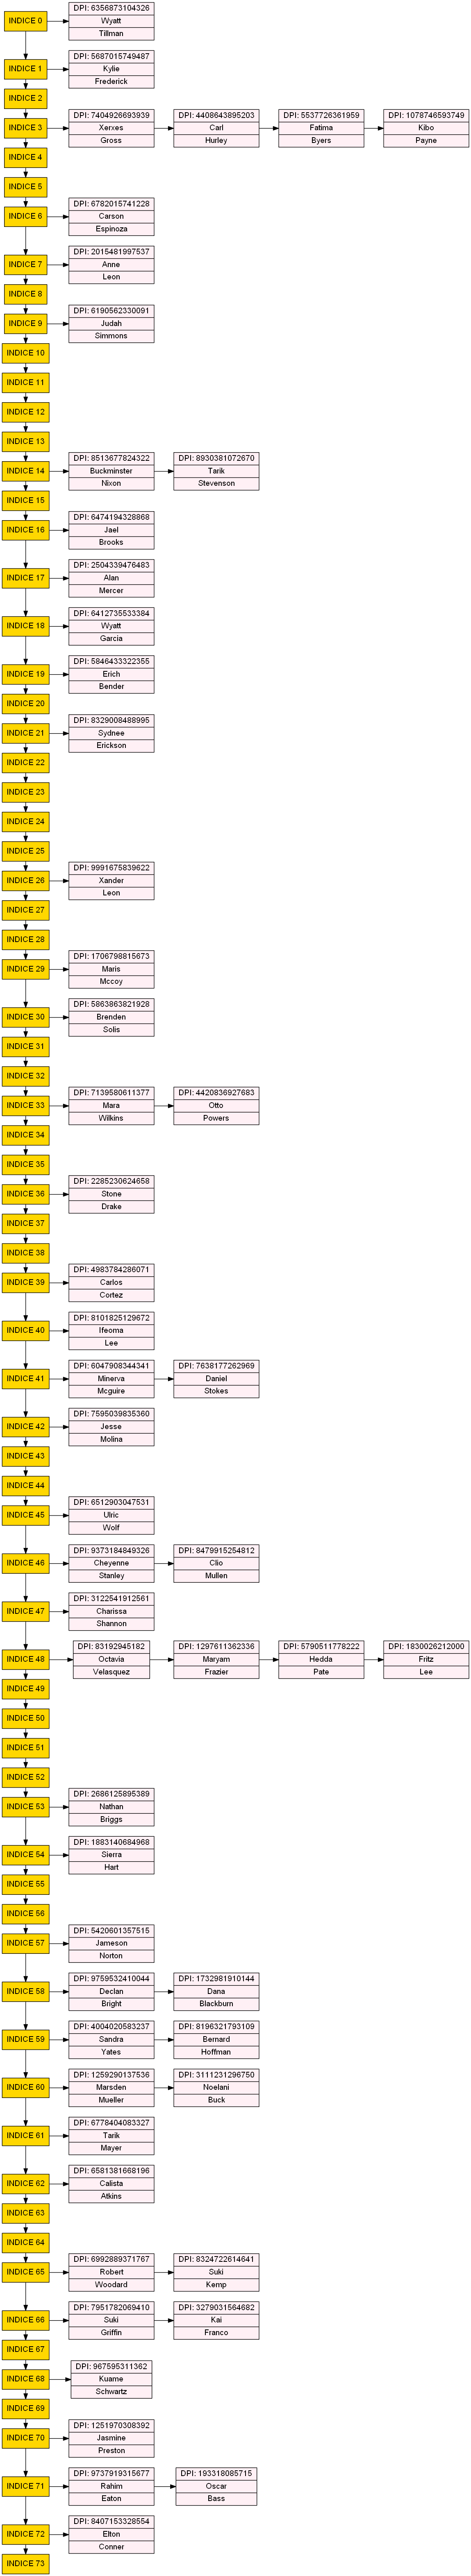 INDICE 0
DPI: 6356873104326
Wyatt
Tillman
INDICE 1
DPI: 5687015749487
Kylie
Frederick
INDICE 2
INDICE 3
DPI: 7404926693939
Xerxes
Gross
DPI: 4408643895203
Carl
Hurley
DPI: 5537726361959
Fatima
Byers
DPI: 1078746593749
Kibo
Payne
INDICE 4
INDICE 5
INDICE 6
DPI: 6782015741228
Carson
Espinoza
INDICE 7
DPI: 2015481997537
Anne
Leon
INDICE 8
INDICE 9
DPI: 6190562330091
Judah
Simmons
INDICE 10
INDICE 11
INDICE 12
INDICE 13
INDICE 14
DPI: 8513677824322
Buckminster
Nixon
DPI: 8930381072670
Tarik
Stevenson
INDICE 15
INDICE 16
DPI: 6474194328868
Jael
Brooks
INDICE 17
DPI: 2504339476483
Alan
Mercer
INDICE 18
DPI: 6412735533384
Wyatt
Garcia
INDICE 19
DPI: 5846433322355
Erich
Bender
INDICE 20
INDICE 21
DPI: 8329008488995
Sydnee
Erickson
INDICE 22
INDICE 23
INDICE 24
INDICE 25
INDICE 26
DPI: 9991675839622
Xander
Leon
INDICE 27
INDICE 28
INDICE 29
DPI: 1706798815673
Maris
Mccoy
INDICE 30
DPI: 5863863821928
Brenden
Solis
INDICE 31
INDICE 32
INDICE 33
DPI: 7139580611377
Mara
Wilkins
DPI: 4420836927683
Otto
Powers
INDICE 34
INDICE 35
INDICE 36
DPI: 2285230624658
Stone
Drake
INDICE 37
INDICE 38
INDICE 39
DPI: 4983784286071
Carlos
Cortez
INDICE 40
DPI: 8101825129672
Ifeoma
Lee
INDICE 41
DPI: 6047908344341
Minerva
Mcguire
DPI: 7638177262969
Daniel
Stokes
INDICE 42
DPI: 7595039835360
Jesse
Molina
INDICE 43
INDICE 44
INDICE 45
DPI: 6512903047531
Ulric
Wolf
INDICE 46
DPI: 9373184849326
Cheyenne
Stanley
DPI: 8479915254812
Clio
Mullen
INDICE 47
DPI: 3122541912561
Charissa
Shannon
INDICE 48
DPI: 83192945182
Octavia
Velasquez
DPI: 1297611362336
Maryam
Frazier
DPI: 5790511778222
Hedda
Pate
DPI: 1830026212000
Fritz
Lee
INDICE 49
INDICE 50
INDICE 51
INDICE 52
INDICE 53
DPI: 2686125895389
Nathan
Briggs
INDICE 54
DPI: 1883140684968
Sierra
Hart
INDICE 55
INDICE 56
INDICE 57
DPI: 5420601357515
Jameson
Norton
INDICE 58
DPI: 9759532410044
Declan
Bright
DPI: 1732981910144
Dana
Blackburn
INDICE 59
DPI: 4004020583237
Sandra
Yates
DPI: 8196321793109
Bernard
Hoffman
INDICE 60
DPI: 1259290137536
Marsden
Mueller
DPI: 3111231296750
Noelani
Buck
INDICE 61
DPI: 6778404083327
Tarik
Mayer
INDICE 62
DPI: 6581381668196
Calista
Atkins
INDICE 63
INDICE 64
INDICE 65
DPI: 6992889371767
Robert
Woodard
DPI: 8324722614641
Suki
Kemp
INDICE 66
DPI: 7951782069410
Suki
Griffin
DPI: 3279031564682
Kai
Franco
INDICE 67
INDICE 68
DPI: 967595311362
Kuame
Schwartz
INDICE 69
INDICE 70
DPI: 1251970308392
Jasmine
Preston
INDICE 71
DPI: 9737919315677
Rahim
Eaton
DPI: 193318085715
Oscar
Bass
INDICE 72
DPI: 8407153328554
Elton
Conner
INDICE 73